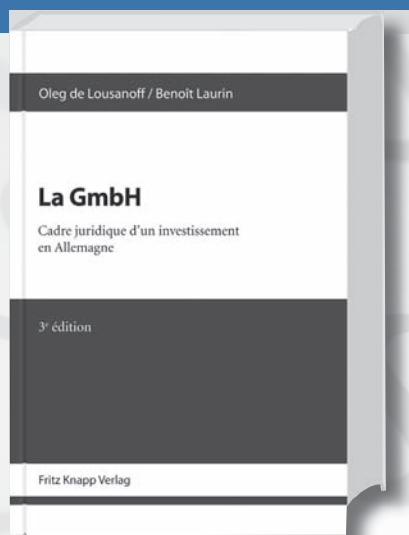 Oleg de Lousanoff / Benoît Laurin
La GmbH
Cadre juridique d’un investissement
en Allemagne
3e édition
Fritz Knapp Verlag